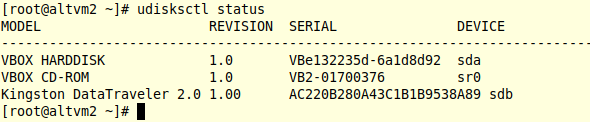 [root@altvm2 ~]# udisksctl status
MODEL                     REVISION  SERIAL               DEVICE
--------------------------------------------------------------------------
VBOX HARDDISK             1.0       VBe132235d-6a1d8d92  sda
VBOX CD-ROM               1.0       VB2-01700376         sr0
Kingston DataTraveler 2.0 1.00      AC220B280A43C1B1B9538A89 sdb
[root@altvm2 ~]#